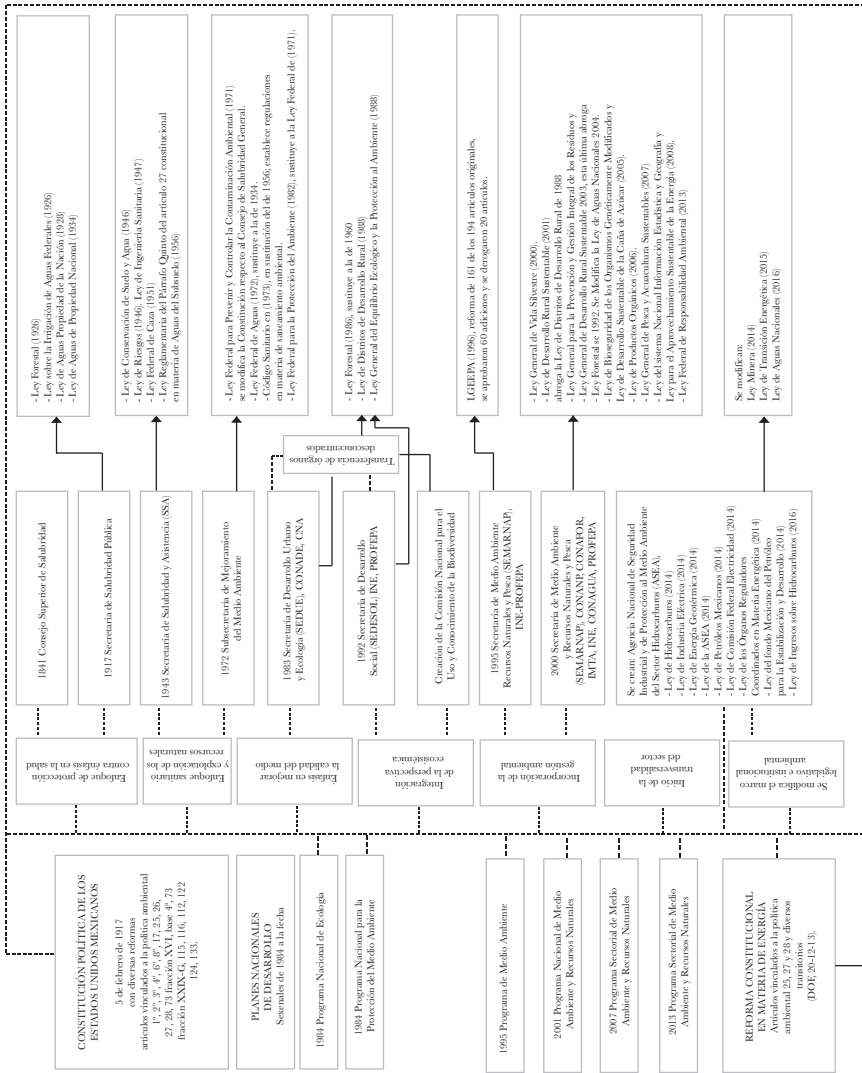 CONSTITUCIÓN POLÍTICA DE LOS
ESTADOS UNIDOS MEXICANOS
5 de febrero de 1917
con diversas reformas
artículos vinculados a la política ambiental
1º, 2º, 3º, 4º, 6º, 8º, 17, 25, 26,
27, 28, 73 fracción XVI, base 4ª, 73
fracción XXIX-G, 115, 116, 112, 122
124, 133.
PLANES NACIONALES
DE DESARROLLO
Sexenales de 1984 a la fecha
1984 Programa Nacional de Ecología
1984 Programa Nacional para la
Protección del Medio Ambiente
1995 Programa de Medio Ambiente
2001 Programa Nacional de Medio
Ambiente y Recursos Naturales
2007 Programa Sectorial de Medio
Ambiente y Recursos Naturales
2013 Programa Sectorial de Medio
Ambiente y Recursos Naturales
REFORMA CONSTITUCIONAL
EN MATERIA DE ENERGÍA
Artículos vinculados a la política
ambiental 25, 27 y 28 y diversos
transitorios
(DOF, 20-12-13).
Enfoque de protección
contra énfasis en la salud
Enfoque sanitario
y explotación de los
recursos naturales
Énfasis en mejorar
la calidad del medio
Integración
de la perspectiva
ecosistémica
Incorporación
de la gestión
ambiental
Inicio de la
transversalidad
del sector
Se modifica el marco
legislativo e institucional
ambiental
1841 Consejo Superior de Salubridad
1917 Secretaría de Salubridad Pública
1943 Secretaría de Salubridad y Asistencia (SSA)
1972 Subsecretaría de Mejoramiento
del Medio Ambiente
1983 Secretaría de Desarrollo Urbano
y Ecología (SEDUE), CONADE, CNA
1992 Secretaría de Desarrollo
Social (SEDESOL) INE, PROFEPA
Creación de la Comisión Nacional para el
Uso y Conocimiento de la Biodiversidad
1995 Secretaría de Medio Ambiente
Recursos Naturales y Pesca (SEMARNAP),
INE-PROFEPA
2000 Secretaría de Medio Ambiente
y Recursos Naturales y Pesca
(SEMARNAP), CONANP, CONAFOR,
IMTA, INE, CONAGUA, PROFEPA
Se crean: Agencia Nacional de Seguridad
Industrial y de Protección al Medio Ambiente
del Sector Hidrocarburos (ASEA),
- Ley de Hidrocarburos (2014)
- Ley de Industria Eléctrica (2014)
- Ley de Energía Geotérmica (2014)
- Ley de la ASEA (2014)
- Ley de Petróleos Mexicanos (2014)
- Ley de Comisión Federal Electricidad (2014)
- Ley de los Órganos Reguladores
Coordinados en Materia Energética (2014)
- Ley del fondo Mexicano del Petróleo
para la Estabilización y Desarrollo (2014)
- Ley de Ingresos sobre Hidrocarburos (2016)
Transferencia de órganos
desconcentrados
- Ley Forestal (1926)
- Ley sobre la Irrigación de Aguas Federales (1926)
- Ley de Aguas Propiedad de la Nación (1928)
- Ley de Aguas de Propiedad Nacional (1934)
- Ley de Conservación de Suelo y Agua (1946)
- Ley de Riesgos (1946). Ley de Ingeniería Sanitaria (1947)
- Ley Federal de Caza (1951)
- Ley Reglamentaria del Párrafo Quinto del artículo 27 constitucional
en materia de Aguas del Subsuelo (1956)
- Ley Federal para Prevenir y Controlar la Contaminación Ambiental (1971)
se modifica la Constitución respecto al Consejo de Salubridad General.
- Ley Federal de Aguas (1972), sustituye a la de 1934.
- Código Sanitario en (1973), en sustitución del de 1956; establece regulaciones
en materia de saneamiento ambiental.
- Ley Federal para la Protección del Ambiente (1982), sustituye a la Ley Federal de (1971).
- Ley Forestal (1986), sustituye a la de 1960
- Ley de Distritos de Desarrollo Rural (1988)
- Ley General del Equilibrio Ecológico y la Protección al Ambiente (1988)
LGEEPA (1996), reforma de 161 de los 194 artículos originales,
se aprobaron 60 adiciones y se derogaron 20 artículos.
- Ley General de Vida Silvestre (2000).
- Ley de Desarrollo Rural Sustentable (2001)
abroga la Ley de Distritos de Desarrollo Rural de 1988
- Ley General para la Prevención y Gestión Integral de los Residuos y
- Ley General de Desarrollo Rural Sustentable 2003, esta última abroga
- Ley Forestal se 1992. Se Modifica la Ley de Aguas Nacionales 2004.
- Ley de Bioseguridad de los Organismos Genéticamente Modificados y
Ley de Desarrollo Sustentable de la Caña de Azúcar (2005).
- Ley de Productos Orgánicos (2006).
- Ley General de Pesca y Acuacultura Sustentables (2007)
- Ley del sistema Nacional Información Estadística y Geografía y
Ley para el Aprovechamiento Sustentable de la Energía (2008).
- Ley Federal de Responsabilidad Ambiental (2013)
Se modifican:
Ley Minera (2014)
Ley de Transición Energética (2015)
Ley de Aguas Nacionales (2016)